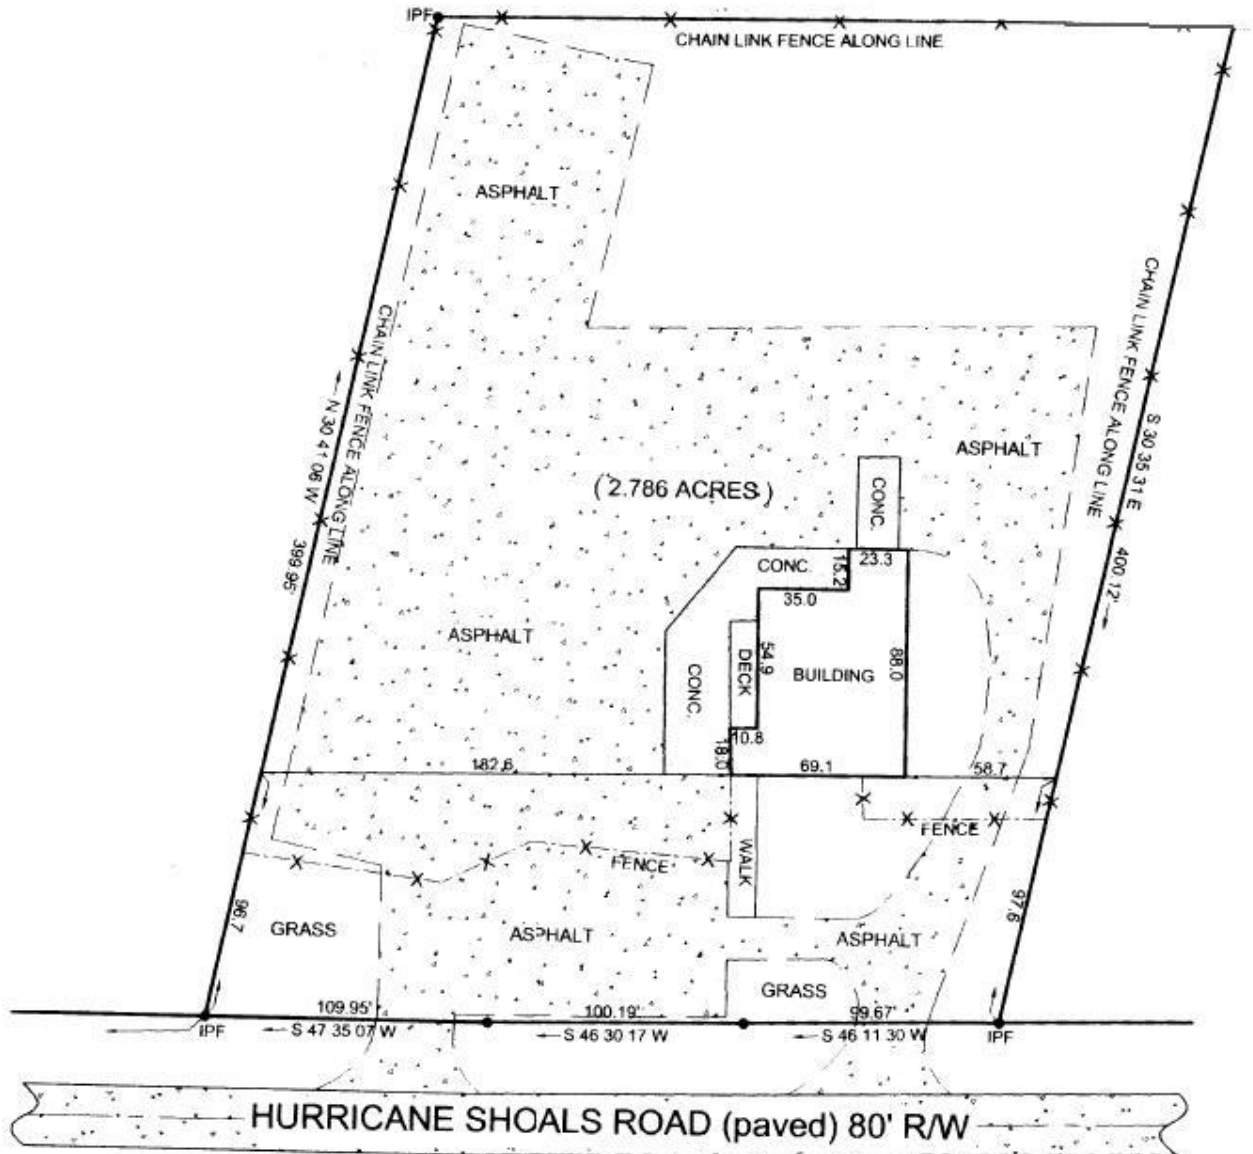 IPF
CHAIN LINK FENCE ALONG LINE
ASPHALT
CHAIN LINK FENCE ALONG LINE
N 30 41 06 W 399.95'
CHAIN LINK FENCE ALONG LINE
S 30 35 31 E 400.12'
ASPHALT
( 2.786 ACRES )
CONC.
CONC.
15.2
23.3
35.0
ASPHALT
CONC.
DECK
54.9
BUILDING
88.0
10.8
18.0
182.6
69.1
58.7
FENCE
FENCE
WALK
96.7
97.6
GRASS
ASPHALT
ASPHALT
GRASS
109.95'
100.19'
99.67'
IPF
S 47 35 07 W
S 46 30 17 W
S 46 11 30 W
IPF
HURRICANE SHOALS ROAD (paved) 80' R/W